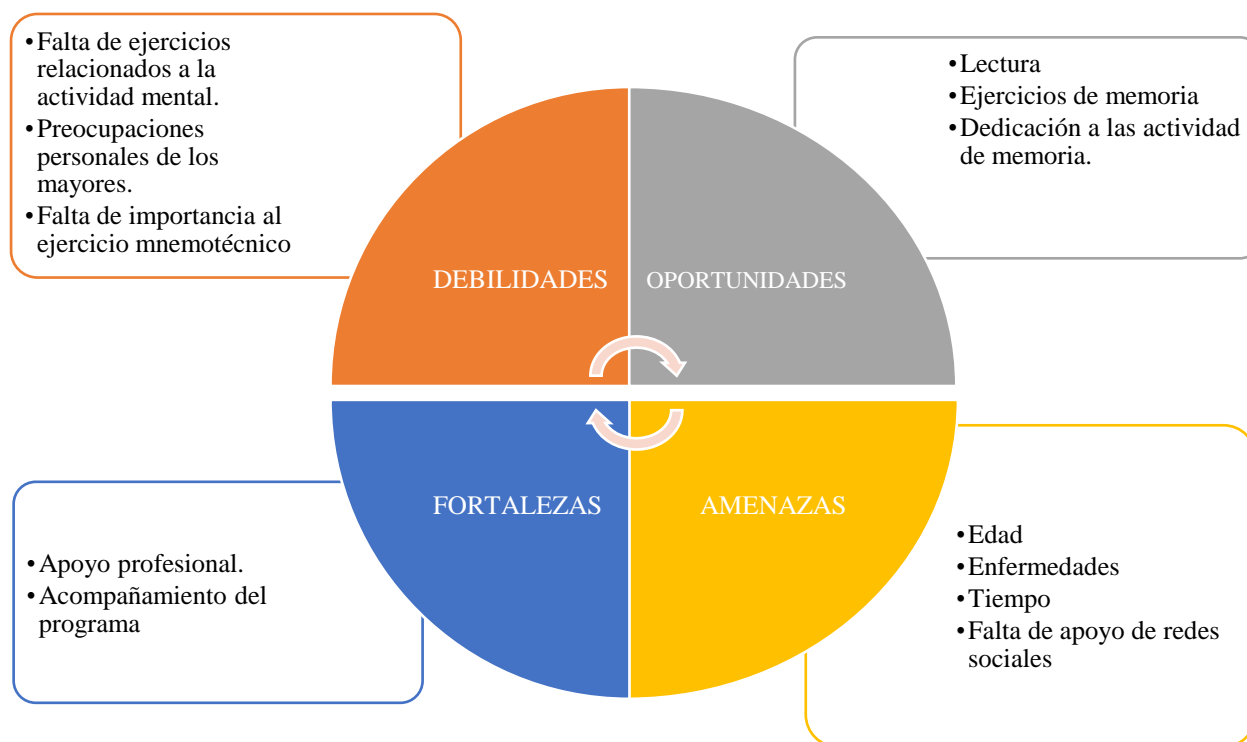 •Falta de ejercicios
relacionados a la
actividad mental.
•Preocupaciones
personales de los
mayores.
•Falta de importancia al
ejercicio mnemotécnico
•Lectura
•Ejercicios de memoria
•Dedicación a las actividad
de memoria.
DEBILIDADES
OPORTUNIDADES
FORTALEZAS
AMENAZAS
•Apoyo profesional.
•Acompañamiento del
programa
•Edad
•Enfermedades
•Tiempo
•Falta de apoyo de redes
sociales